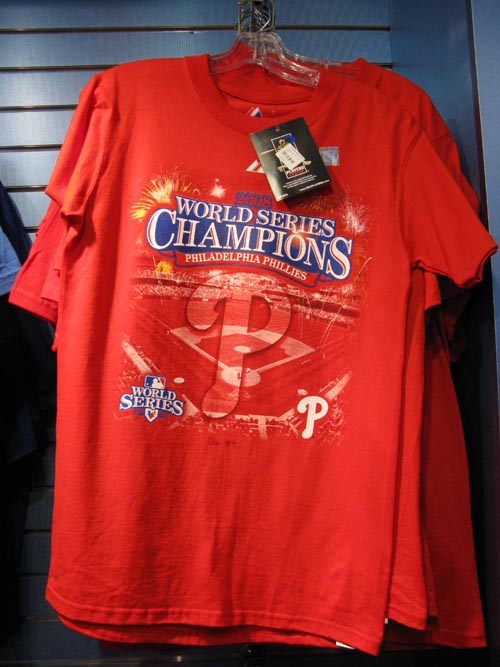 2008
WORLD SERIES
CHAMPIONS
PHILADELPHIA PHILLIES
P
WORLD
SERIES
P